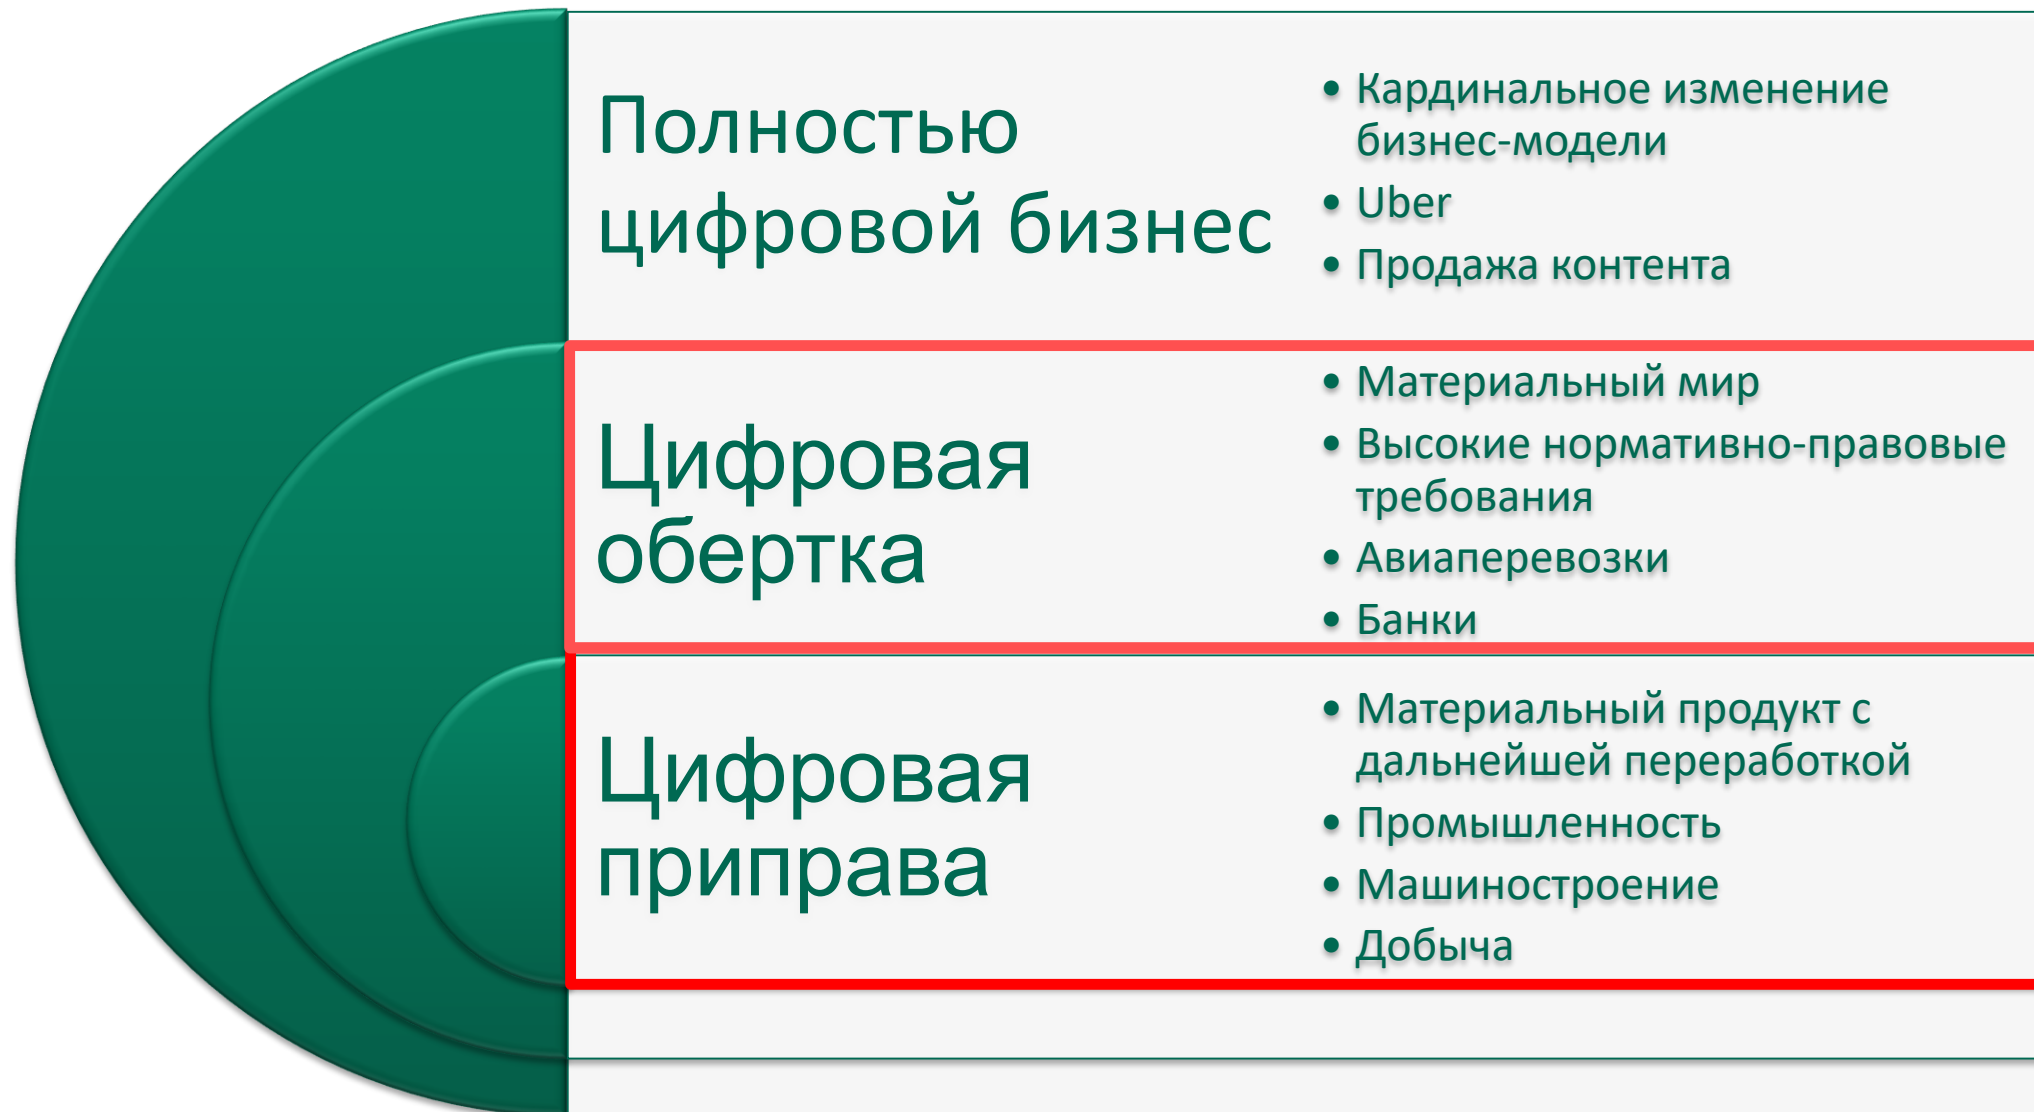 Полностью
цифровой бизнес
• Кардинальное изменение
бизнес-модели
• Uber
• Продажа контента
Цифровая
обертка
• Материальный мир
• Высокие нормативно-правовые
требования
• Авиаперевозки
• Банки
Цифровая
приправа
• Материальный продукт с
дальнейшей переработкой
• Промышленность
• Машиностроение
• Добыча